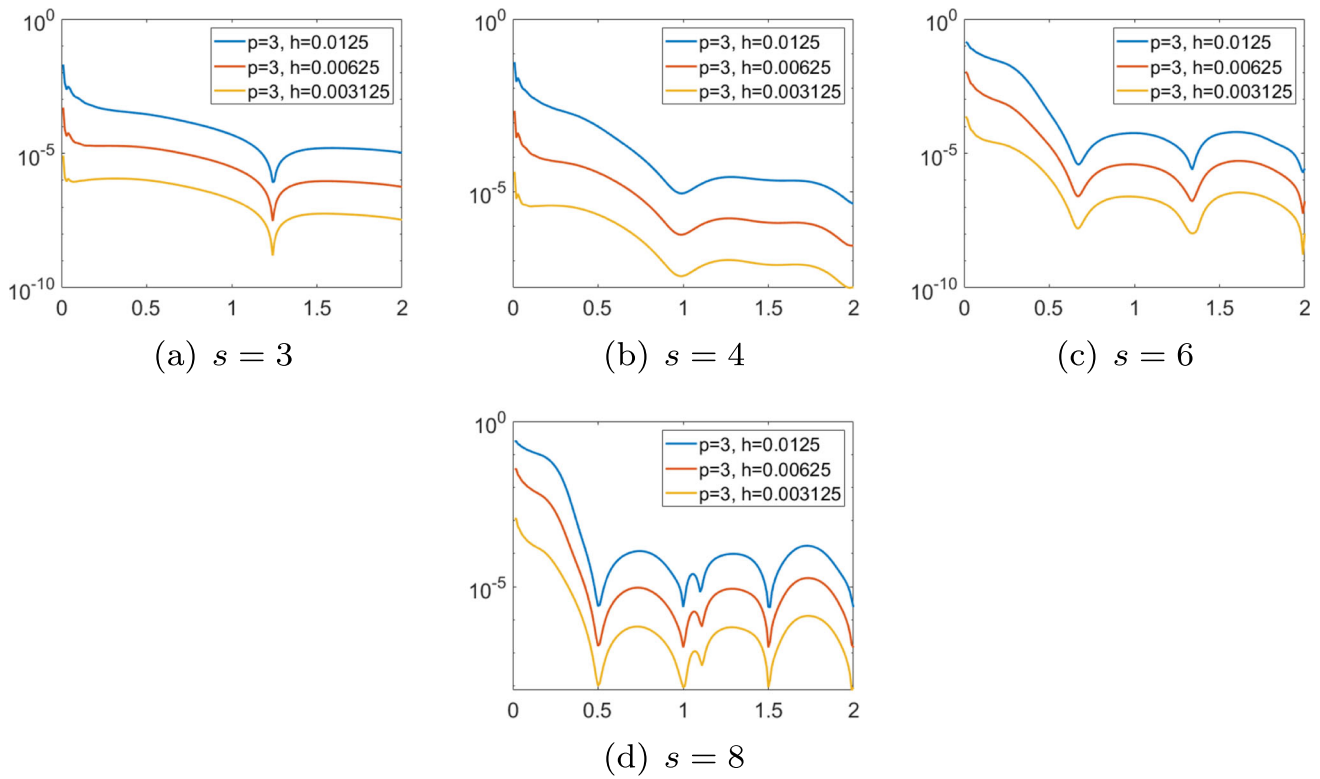 10^0
10^-5
10^-10
p=3, h=0.0125
p=3, h=0.00625
p=3, h=0.003125
0 0.5 1 1.5 2
(a) s = 3
10^0
10^-5
p=3, h=0.0125
p=3, h=0.00625
p=3, h=0.003125
0 0.5 1 1.5 2
(b) s = 4
10^0
10^-5
10^-10
p=3, h=0.0125
p=3, h=0.00625
p=3, h=0.003125
0 0.5 1 1.5 2
(c) s = 6
10^0
10^-5
p=3, h=0.0125
p=3, h=0.00625
p=3, h=0.003125
0 0.5 1 1.5 2
(d) s = 8